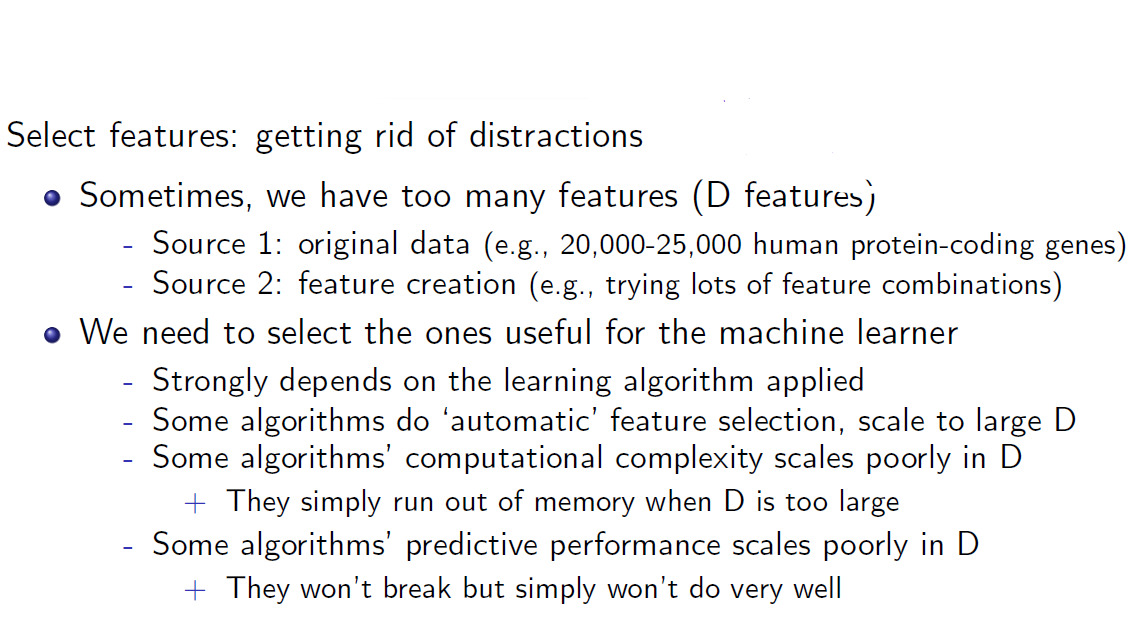 Select features: getting rid of distractions
Sometimes, we have too many features (D features)
- Source 1: original data (e.g., 20,000-25,000 human protein-coding genes)
- Source 2: feature creation (e.g., trying lots of feature combinations)
We need to select the ones useful for the machine learner
- Strongly depends on the learning algorithm applied
- Some algorithms do ‘automatic’ feature selection, scale to large D
- Some algorithms’ computational complexity scales poorly in D
+ They simply run out of memory when D is too large
- Some algorithms’ predictive performance scales poorly in D
+ They won’t break but simply won’t do very well